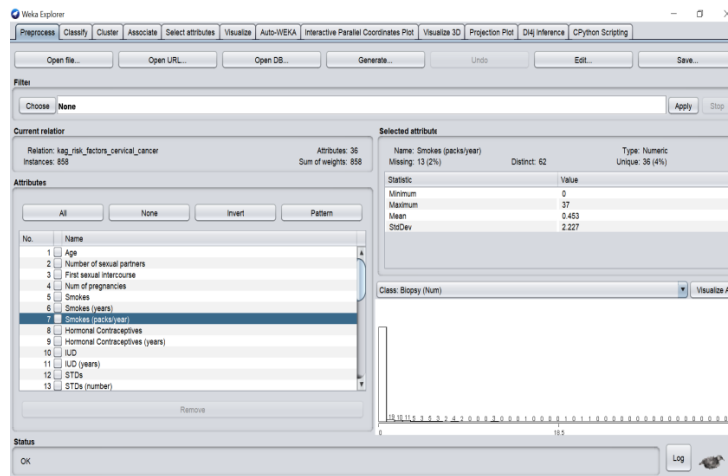 Weka Explorer
Preprocess Classify Cluster Associate Select attributes Visualize Auto-WEKA Interactive Parallel Coordinates Plot Visualize 3D Projection Plot Dl4j Inference CPython Scripting
Open file... Open URL... Open DB... Generate... Undo Edit... Save...
Filter
Choose None Apply Stop
Current relation
Relation: kag_risk_factors_cervical_cancer Attributes: 36
Instances: 858 Sum of weights: 858
Attributes
All None Invert Pattern
No. Name
1 Age
2 Number of sexual partners
3 First sexual intercourse
4 Num of pregnancies
5 Smokes
6 Smokes (years)
7 Smokes (packs/year)
8 Hormonal Contraceptives
9 Hormonal Contraceptives (years)
10 IUD
11 IUD (years)
12 STDs
13 STDs (number)
Remove
Selected attribute
Name: Smokes (packs/year) Type: Numeric
Missing: 13 (2%) Distinct: 62 Unique: 36 (4%)
Statistic Value
Minimum 0
Maximum 37
Mean 0.453
StdDev 2.227
Class: Biopsy (Num) Visualize A
0 18.5
Status
OK Log